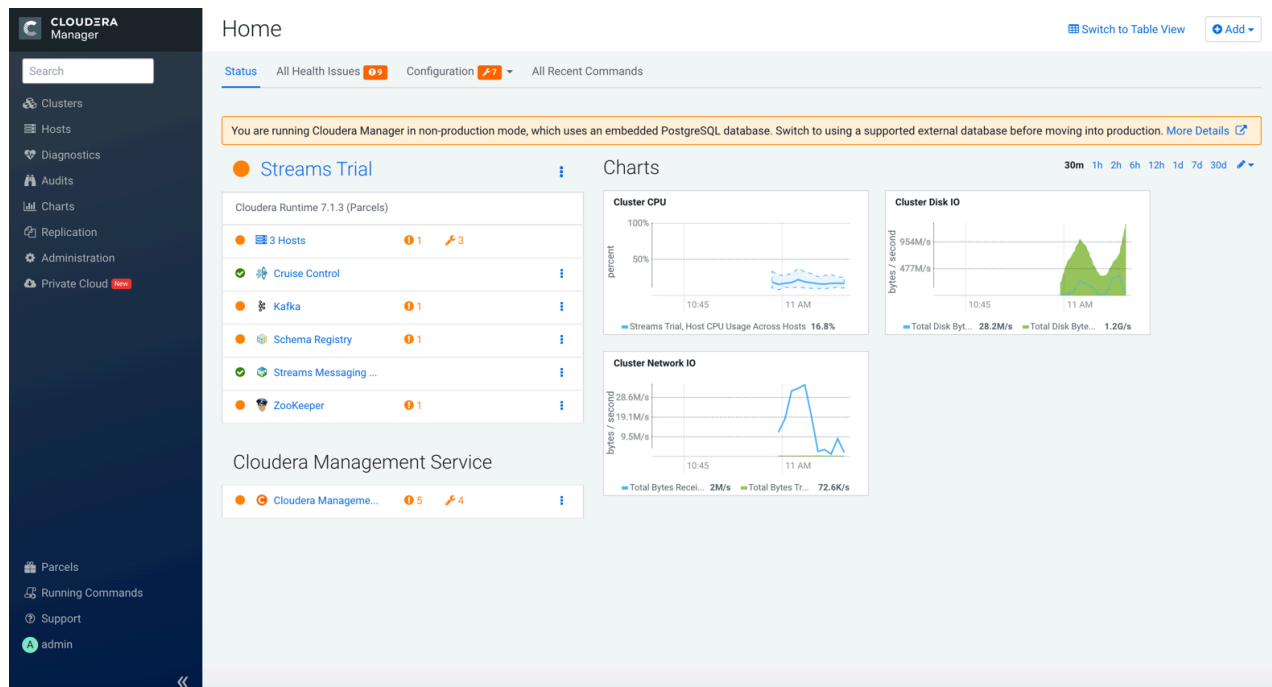 CLOUDERA
Manager
Search
Clusters
Hosts
Diagnostics
Audits
Charts
Replication
Administration
Private Cloud New
Parcels
Running Commands
Support
A admin
Home
Switch to Table View
Add
Status All Health Issues 9 Configuration 7 All Recent Commands
You are running Cloudera Manager in non-production mode, which uses an embedded PostgreSQL database. Switch to using a supported external database before moving into production. More Details
Streams Trial
Cloudera Runtime 7.1.3 (Parcels)
3 Hosts 1 3
Cruise Control
Kafka 1
Schema Registry 1
Streams Messaging ...
ZooKeeper 1
Cloudera Management Service
Cloudera Manageme... 5 4
Charts
30m 1h 2h 6h 12h 1d 7d 30d
Cluster CPU
percent
100%
50%
10:45 11 AM
Streams Trial, Host CPU Usage Across Hosts 16.8%
Cluster Disk IO
bytes / second
954M/s
477M/s
10:45 11 AM
Total Disk Byt... 28.2M/s Total Disk Byte... 1.2G/s
Cluster Network IO
bytes / second
28.6M/s
19.1M/s
9.5M/s
10:45 11 AM
Total Bytes Recei... 2M/s Total Bytes Tr... 72.6K/s